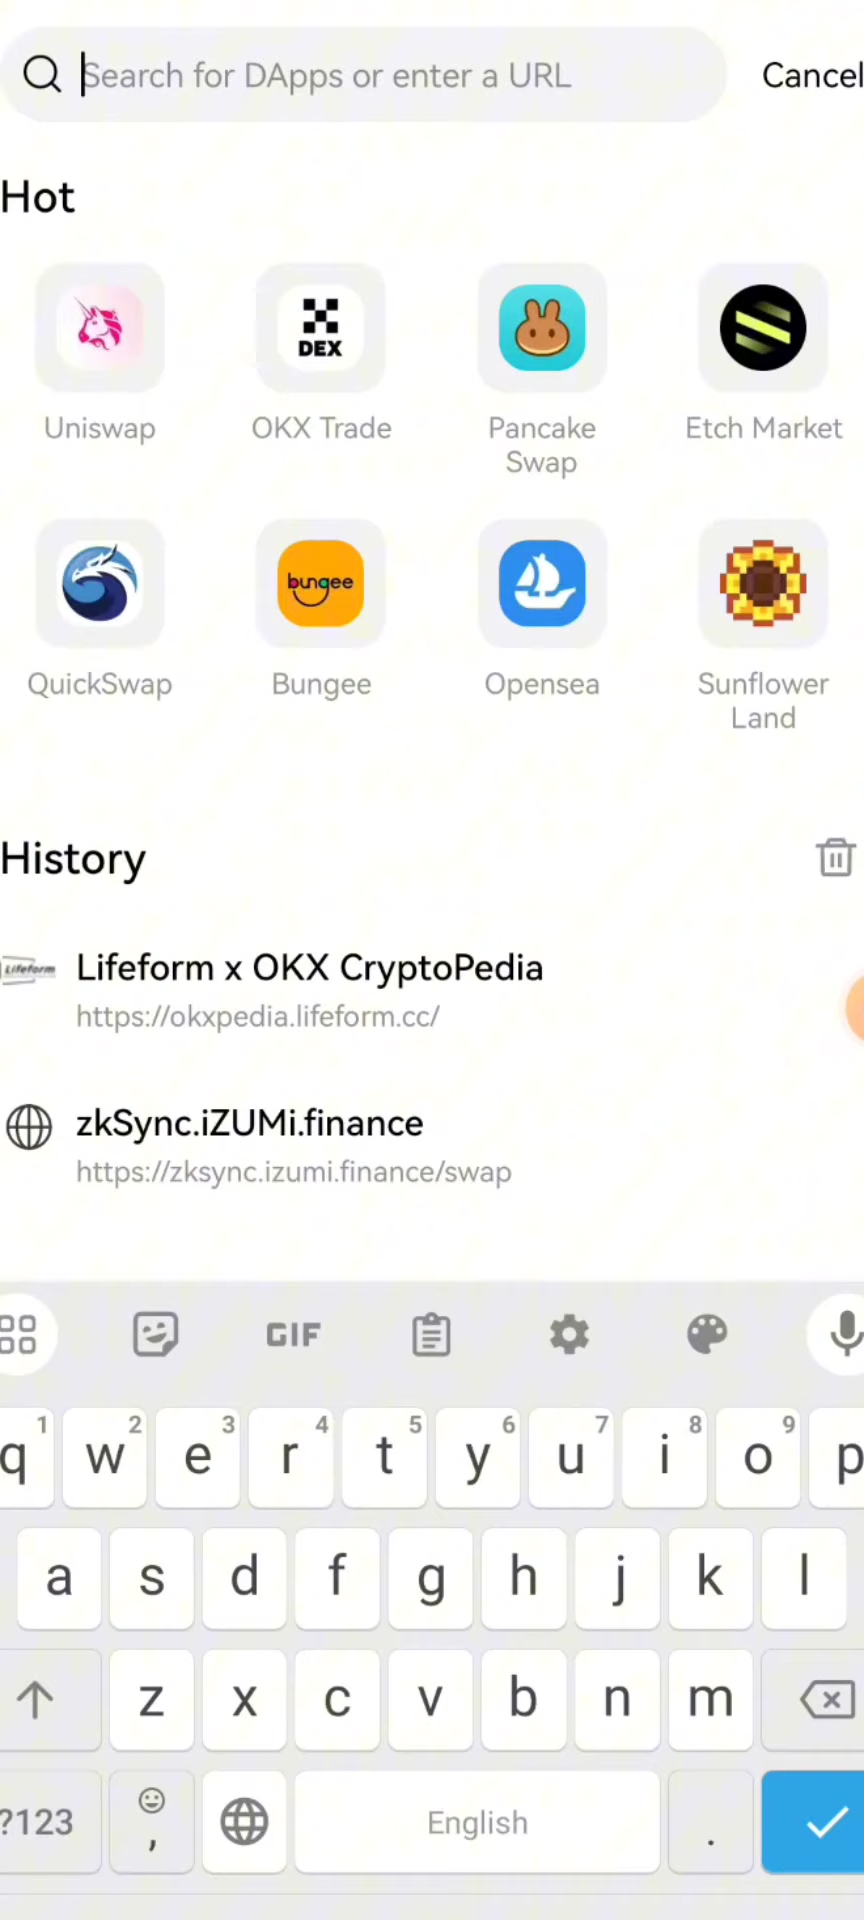 Search for DApps or enter a URL
Cancel
Hot
DEX
Uniswap
OKX Trade
Pancake
Swap
Etch Market
bungee
QuickSwap
Bungee
Opensea
Sunflower
Land
History
Lifeform
Lifeform x OKX CryptoPedia
https://okxpedia.lifeform.cc/
zkSync.iZUMi.finance
https://zksync.izumi.finance/swap
GIF
1 2 3 4 5 6 7 8 9
q w e r t y u i o p
a s d f g h j k l
z x c v b n m
?123 , English .